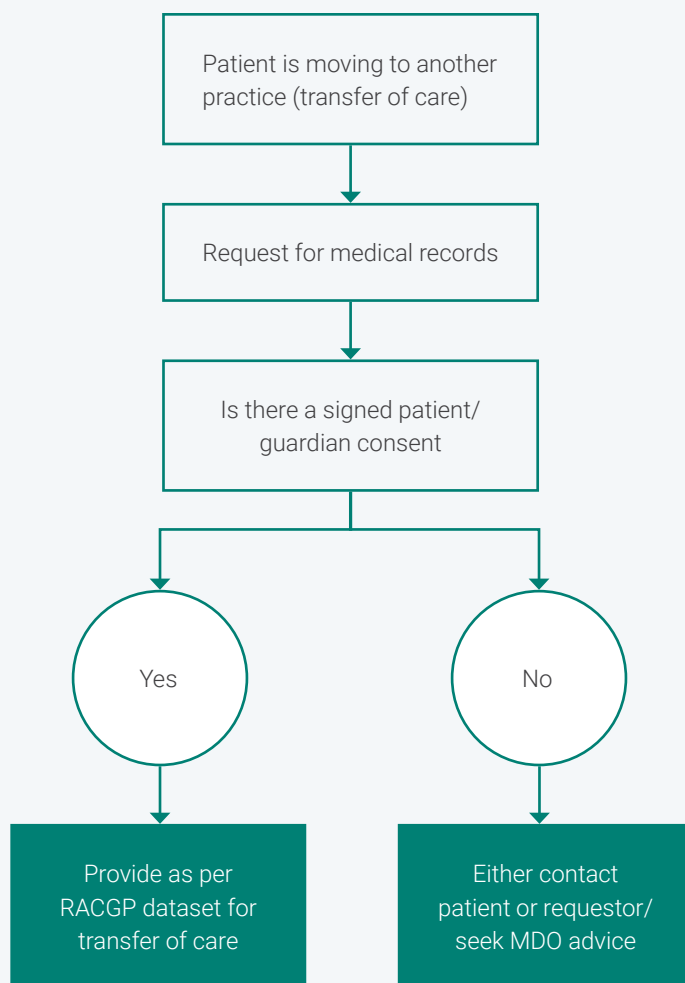 Patient is moving to another
practice (transfer of care)
Request for medical records
Is there a signed patient/
guardian consent
Yes
No
Provide as per
RACGP dataset for
transfer of care
Either contact
patient or requestor/
seek MDO advice